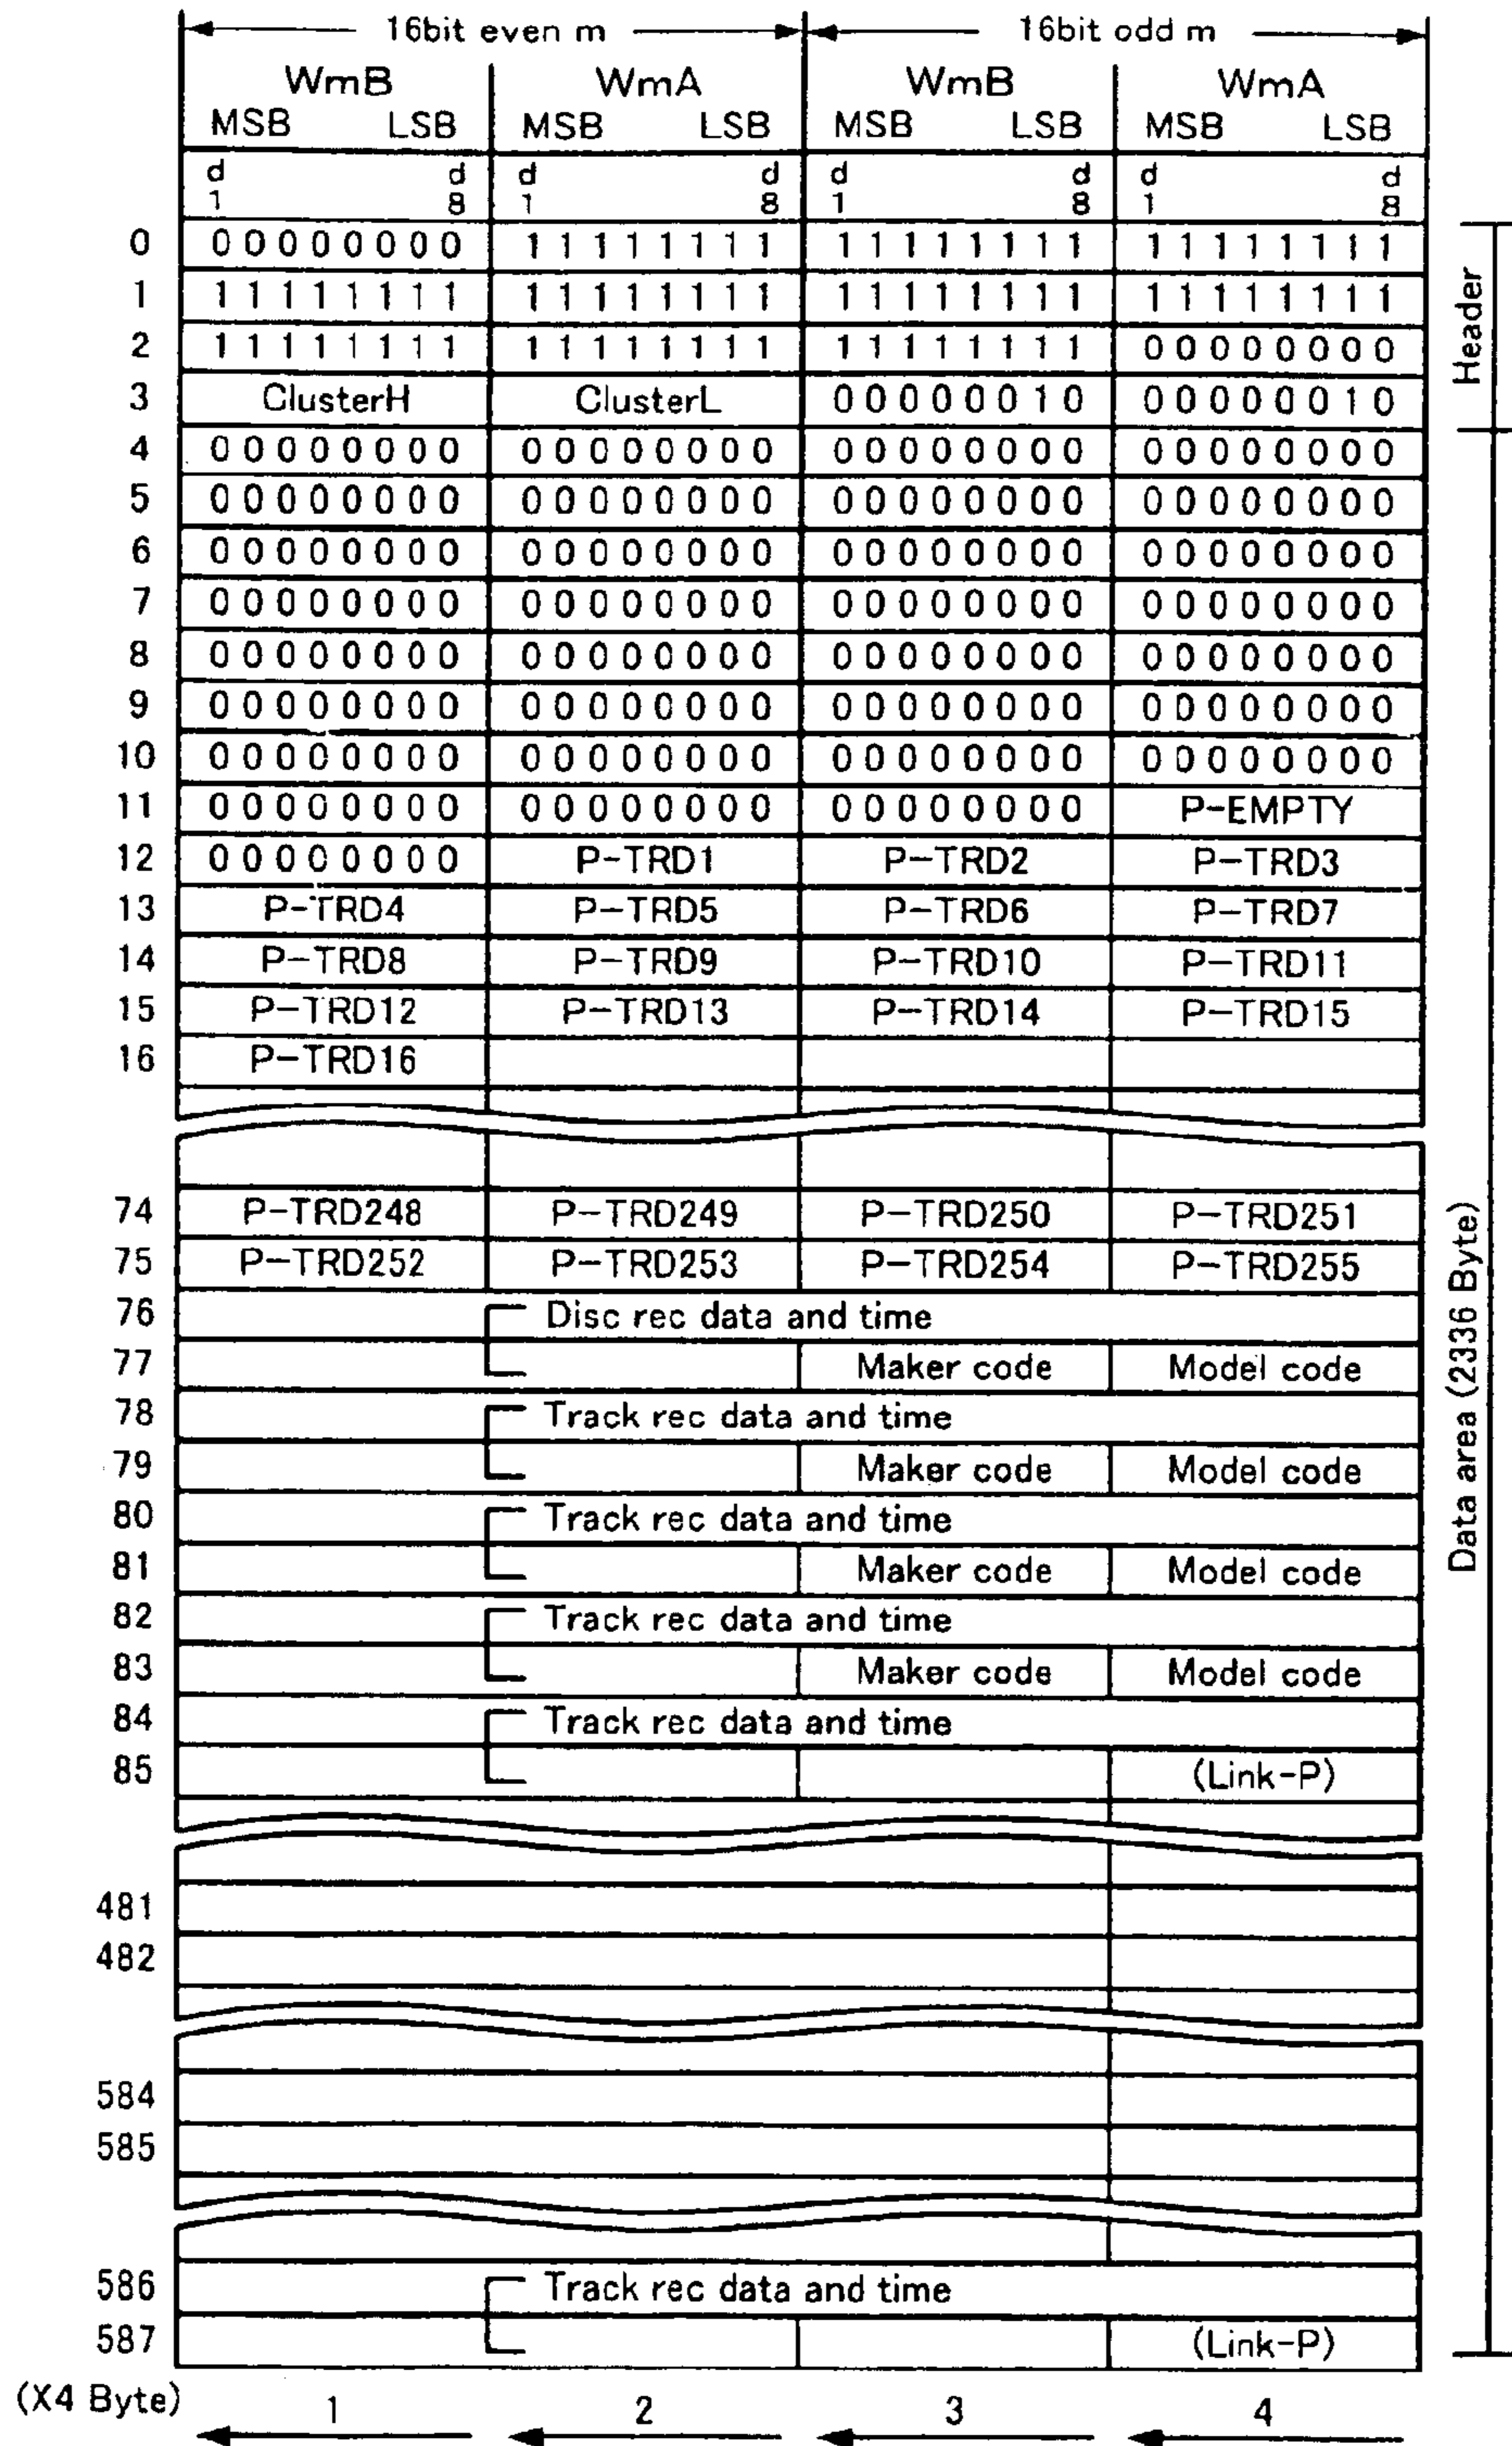 16bit even m 16bit odd m
WmB WmA WmB WmA
MSB LSB MSB LSB MSB LSB MSB LSB
d d d d d d d d
1 8 1 8 1 8 1 8
0 00000000 11111111 11111111 11111111
1 11111111 11111111 11111111 11111111
2 11111111 11111111 11111111 00000000
3 ClusterH ClusterL 00000010 00000010
Header
4 00000000 00000000 00000000 00000000
5 00000000 00000000 00000000 00000000
6 00000000 00000000 00000000 00000000
7 00000000 00000000 00000000 00000000
8 00000000 00000000 00000000 00000000
9 00000000 00000000 00000000 00000000
10 00000000 00000000 00000000 00000000
11 00000000 00000000 00000000 P-EMPTY
12 00000000 P-TRD1 P-TRD2 P-TRD3
13 P-TRD4 P-TRD5 P-TRD6 P-TRD7
14 P-TRD8 P-TRD9 P-TRD10 P-TRD11
15 P-TRD12 P-TRD13 P-TRD14 P-TRD15
16 P-TRD16
74 P-TRD248 P-TRD249 P-TRD250 P-TRD251
75 P-TRD252 P-TRD253 P-TRD254 P-TRD255
76 Disc rec data and time
77 Maker code Model code
78 Track rec data and time
79 Maker code Model code
80 Track rec data and time
81 Maker code Model code
82 Track rec data and time
83 Maker code Model code
84 Track rec data and time
85 (Link-P)
Data area (2336 Byte)
481
482
584
585
586 Track rec data and time
587 (Link-P)
(X4 Byte) 1 2 3 4